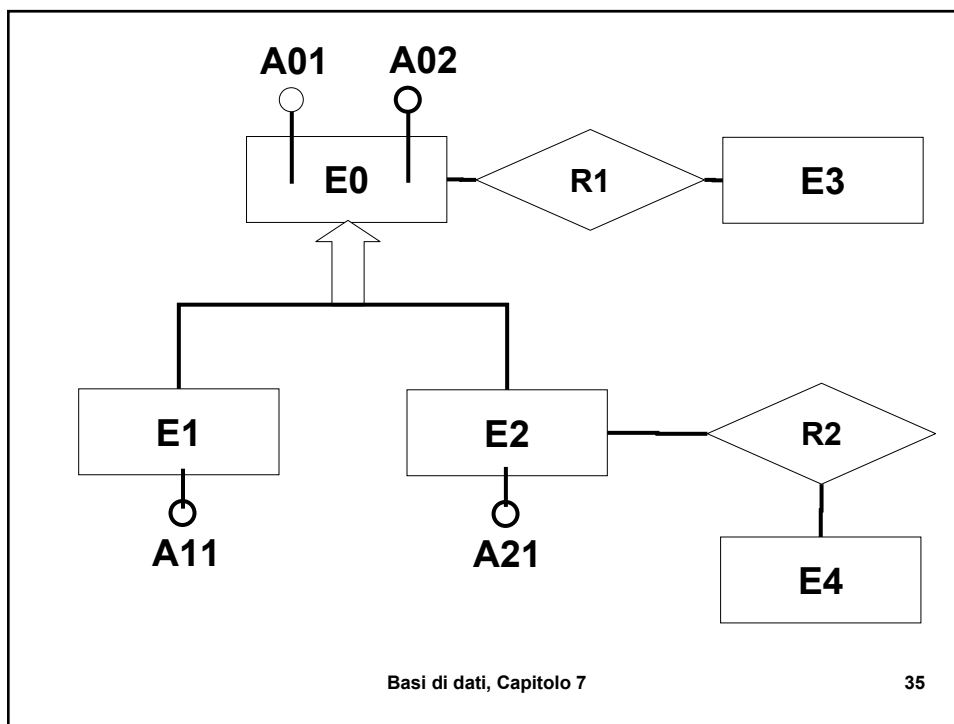 A01 A02
E0 R1 E3
E1 E2 R2
A11 A21
E4
Basi di dati, Capitolo 7 35